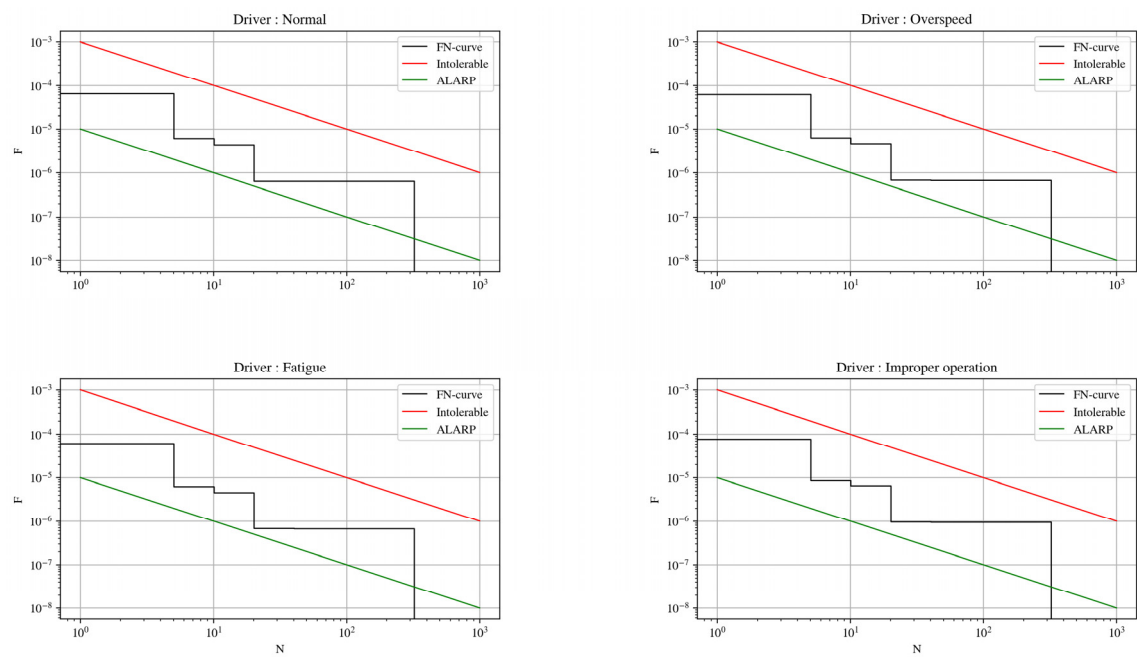 Driver : Normal
FN-curve
Intolerable
ALARP
F
10⁻³
10⁻⁴
10⁻⁵
10⁻⁶
10⁻⁷
10⁻⁸
10⁰
10¹
10²
10³
Driver : Overspeed
FN-curve
Intolerable
ALARP
F
10⁻³
10⁻⁴
10⁻⁵
10⁻⁶
10⁻⁷
10⁻⁸
10⁰
10¹
10²
10³
Driver : Fatigue
FN-curve
Intolerable
ALARP
F
10⁻³
10⁻⁴
10⁻⁵
10⁻⁶
10⁻⁷
10⁻⁸
10⁰
10¹
10²
10³
N
Driver : Improper operation
FN-curve
Intolerable
ALARP
F
10⁻³
10⁻⁴
10⁻⁵
10⁻⁶
10⁻⁷
10⁻⁸
10⁰
10¹
10²
10³
N